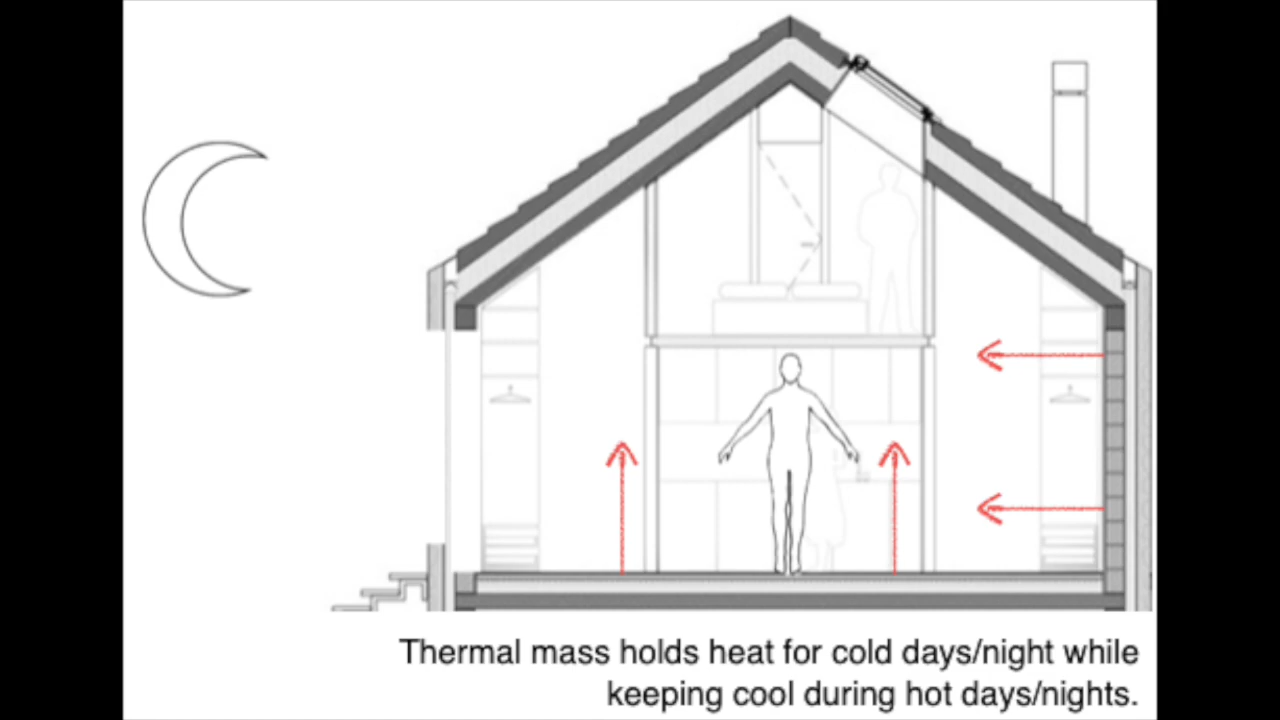 Thermal mass holds heat for cold days/night while
keeping cool during hot days/nights.